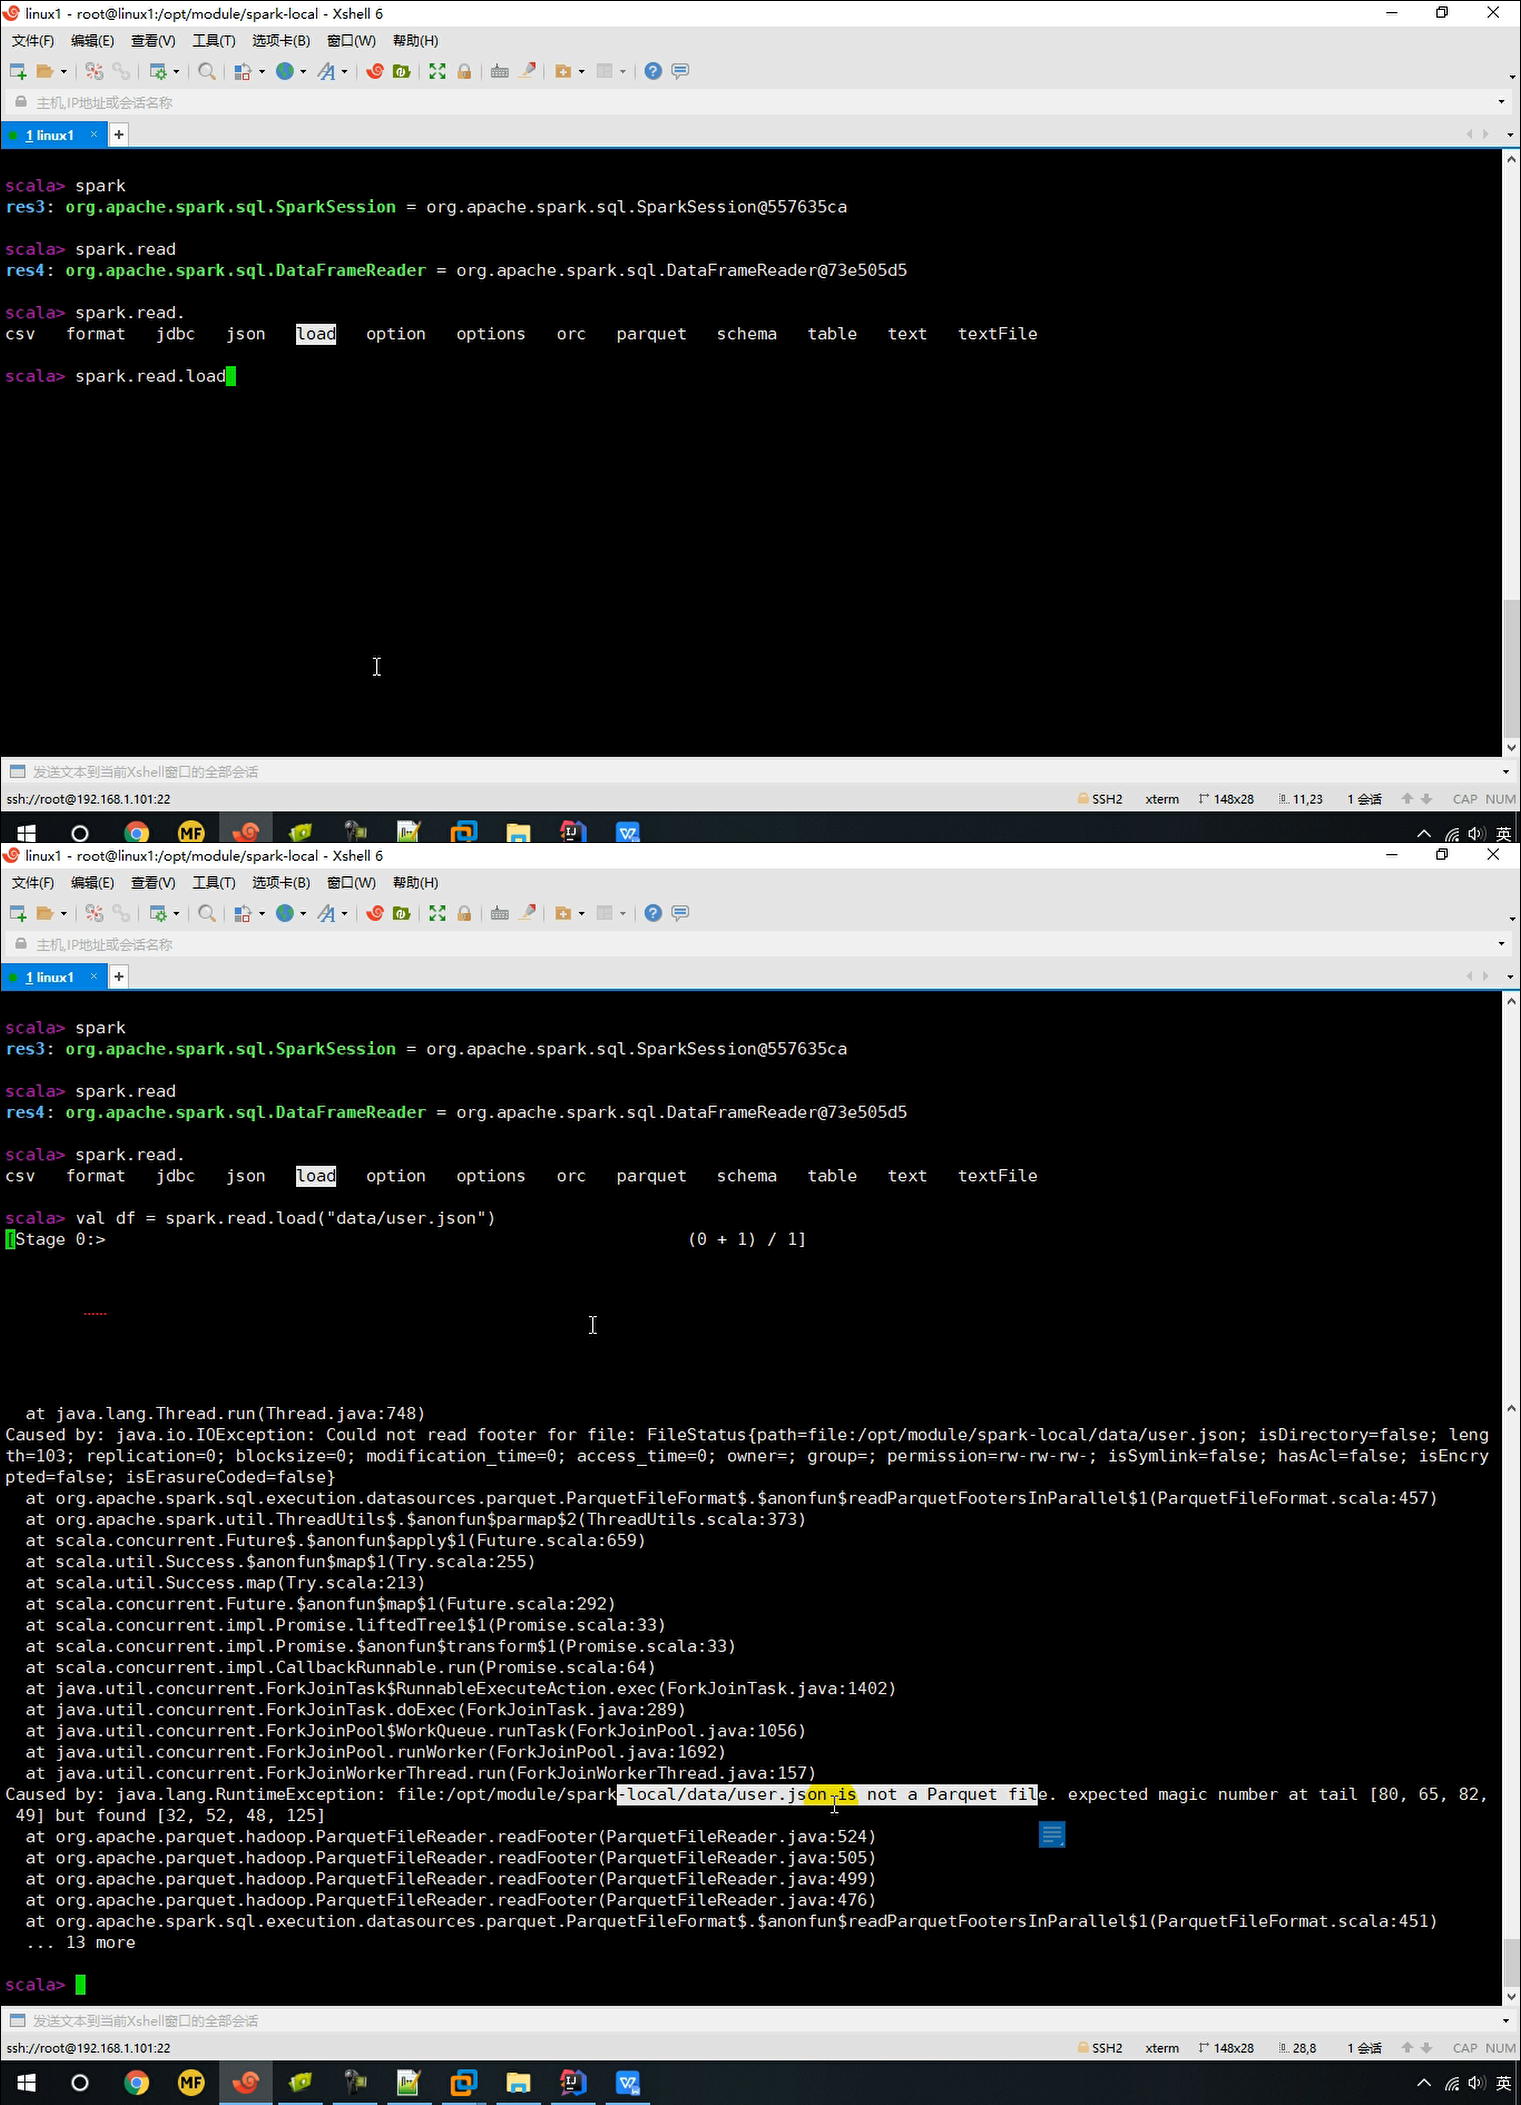 linux1 - root@linux1:/opt/module/spark-local - Xshell 6
文件(F) 编辑(E) 查看(V) 工具(T) 选项卡(B) 窗口(W) 帮助(H)
主机,IP地址或会话名称
1 linux1 × +
scala> spark
res3: org.apache.spark.sql.SparkSession = org.apache.spark.sql.SparkSession@557635ca
scala> spark.read
res4: org.apache.spark.sql.DataFrameReader = org.apache.spark.sql.DataFrameReader@73e505d5
scala> spark.read.
csv format jdbc json load option options orc parquet schema table text textFile
scala> spark.read.load
发送文本到当前Xshell窗口的全部会话
ssh://root@192.168.1.101:22 SSH2 xterm 148x28 11,23 1 会话 CAP NUM
MF IJ W 英
linux1 - root@linux1:/opt/module/spark-local - Xshell 6
文件(F) 编辑(E) 查看(V) 工具(T) 选项卡(B) 窗口(W) 帮助(H)
主机,IP地址或会话名称
1 linux1 × +
scala> spark
res3: org.apache.spark.sql.SparkSession = org.apache.spark.sql.SparkSession@557635ca
scala> spark.read
res4: org.apache.spark.sql.DataFrameReader = org.apache.spark.sql.DataFrameReader@73e505d5
scala> spark.read.
csv format jdbc json load option options orc parquet schema table text textFile
scala> val df = spark.read.load("data/user.json")
[Stage 0:> (0 + 1) / 1]
......
at java.lang.Thread.run(Thread.java:748)
Caused by: java.io.IOException: Could not read footer for file: FileStatus{path=file:/opt/module/spark-local/data/user.json; isDirectory=false; leng
th=103; replication=0; blocksize=0; modification_time=0; access_time=0; owner=; group=; permission=rw-rw-rw-; isSymlink=false; hasAcl=false; isEncry
pted=false; isErasureCoded=false}
at org.apache.spark.sql.execution.datasources.parquet.ParquetFileFormat$.$anonfun$readParquetFootersInParallel$1(ParquetFileFormat.scala:457)
at org.apache.spark.util.ThreadUtils$.$anonfun$parmap$2(ThreadUtils.scala:373)
at scala.concurrent.Future$.$anonfun$apply$1(Future.scala:659)
at scala.util.Success.$anonfun$map$1(Try.scala:255)
at scala.util.Success.map(Try.scala:213)
at scala.concurrent.Future.$anonfun$map$1(Future.scala:292)
at scala.concurrent.impl.Promise.liftedTree1$1(Promise.scala:33)
at scala.concurrent.impl.Promise.$anonfun$transform$1(Promise.scala:33)
at scala.concurrent.impl.CallbackRunnable.run(Promise.scala:64)
at java.util.concurrent.ForkJoinTask$RunnableExecuteAction.exec(ForkJoinTask.java:1402)
at java.util.concurrent.ForkJoinTask.doExec(ForkJoinTask.java:289)
at java.util.concurrent.ForkJoinPool$WorkQueue.runTask(ForkJoinPool.java:1056)
at java.util.concurrent.ForkJoinPool.runWorker(ForkJoinPool.java:1692)
at java.util.concurrent.ForkJoinWorkerThread.run(ForkJoinWorkerThread.java:157)
Caused by: java.lang.RuntimeException: file:/opt/module/spark-local/data/user.json is not a Parquet file. expected magic number at tail [80, 65, 82,
49] but found [32, 52, 48, 125]
at org.apache.parquet.hadoop.ParquetFileReader.readFooter(ParquetFileReader.java:524)
at org.apache.parquet.hadoop.ParquetFileReader.readFooter(ParquetFileReader.java:505)
at org.apache.parquet.hadoop.ParquetFileReader.readFooter(ParquetFileReader.java:499)
at org.apache.parquet.hadoop.ParquetFileReader.readFooter(ParquetFileReader.java:476)
at org.apache.spark.sql.execution.datasources.parquet.ParquetFileFormat$.$anonfun$readParquetFootersInParallel$1(ParquetFileFormat.scala:451)
... 13 more
scala>
发送文本到当前Xshell窗口的全部会话
ssh://root@192.168.1.101:22 SSH2 xterm 148x28 28,8 1 会话 CAP NUM
MF IJ W 英